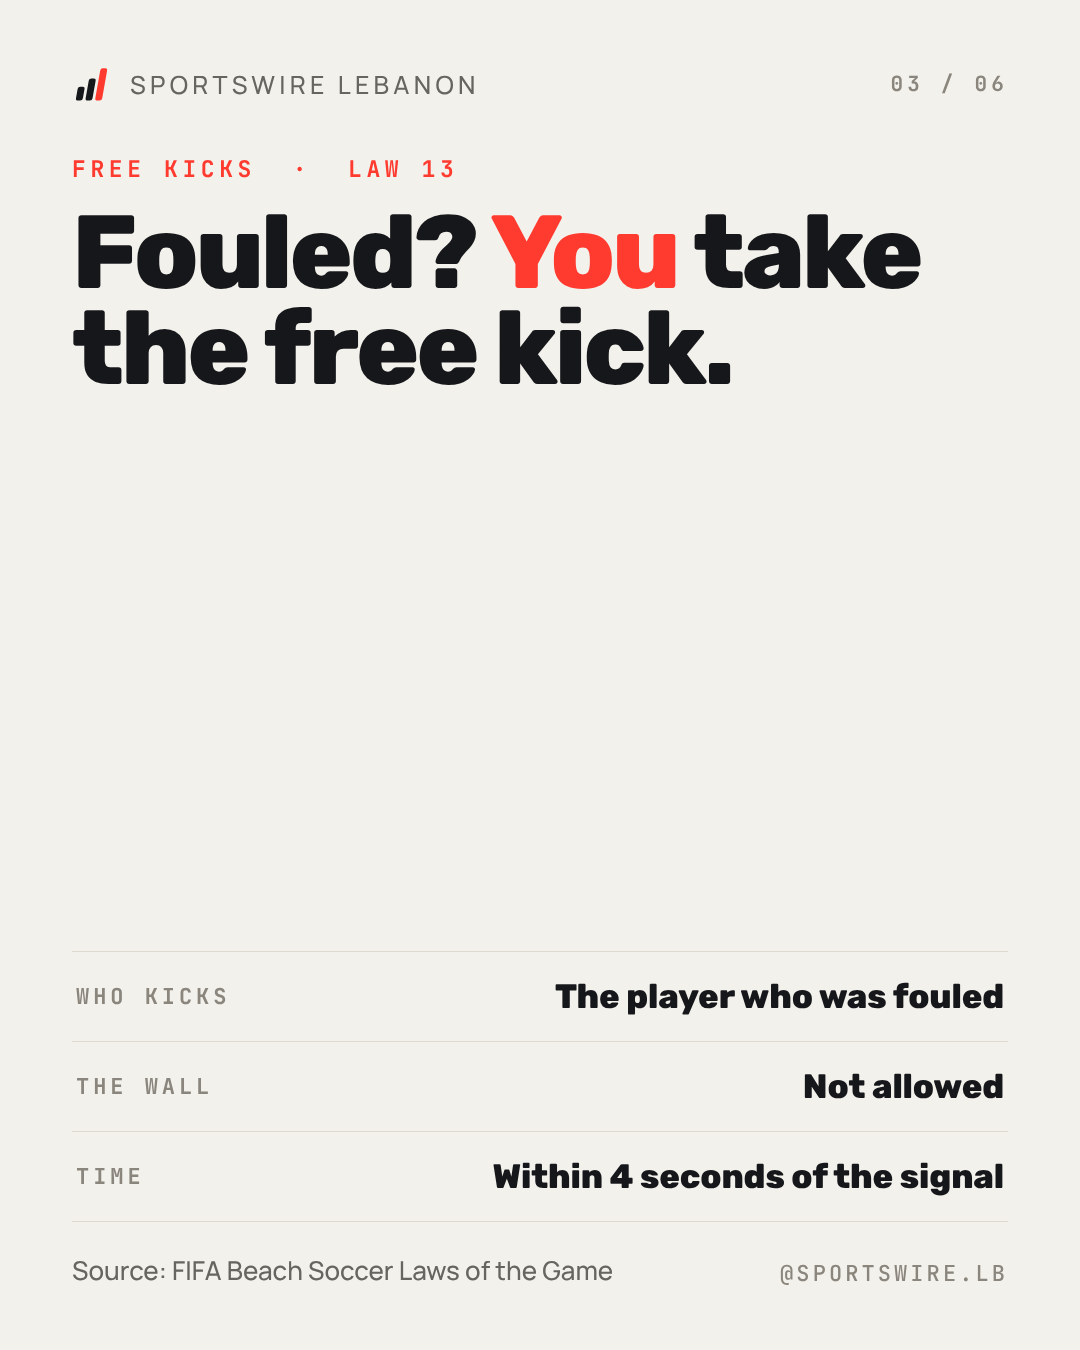 SPORTSWIRE LEBANON
03 / 06
FREE KICKS · LAW 13
Fouled? You take
the free kick.
WHO KICKS
The player who was fouled
THE WALL
Not allowed
TIME
Within 4 seconds of the signal
Source: FIFA Beach Soccer Laws of the Game
@SPORTSWIRE.LB